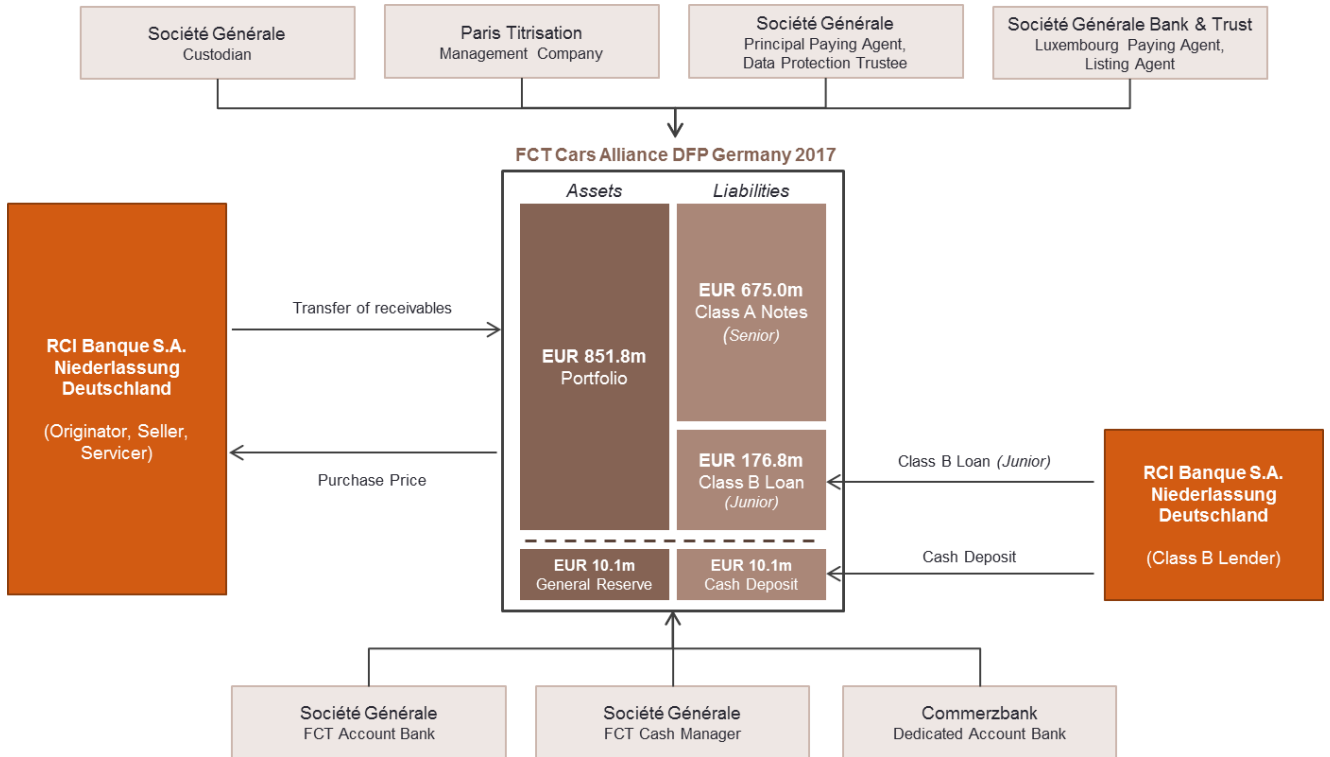 Société Générale
Custodian
Paris Titrisation
Management Company
Société Générale
Principal Paying Agent,
Data Protection Trustee
Société Générale Bank & Trust
Luxembourg Paying Agent,
Listing Agent
FCT Cars Alliance DFP Germany 2017
Assets
Liabilities
RCI Banque S.A.
Niederlassung
Deutschland
(Originator, Seller,
Servicer)
Transfer of receivables
Purchase Price
EUR 851.8m
Portfolio
EUR 675.0m
Class A Notes
(Senior)
EUR 176.8m
Class B Loan
(Junior)
EUR 10.1m
General Reserve
EUR 10.1m
Cash Deposit
Class B Loan (Junior)
Cash Deposit
RCI Banque S.A.
Niederlassung
Deutschland
(Class B Lender)
Société Générale
FCT Account Bank
Société Générale
FCT Cash Manager
Commerzbank
Dedicated Account Bank